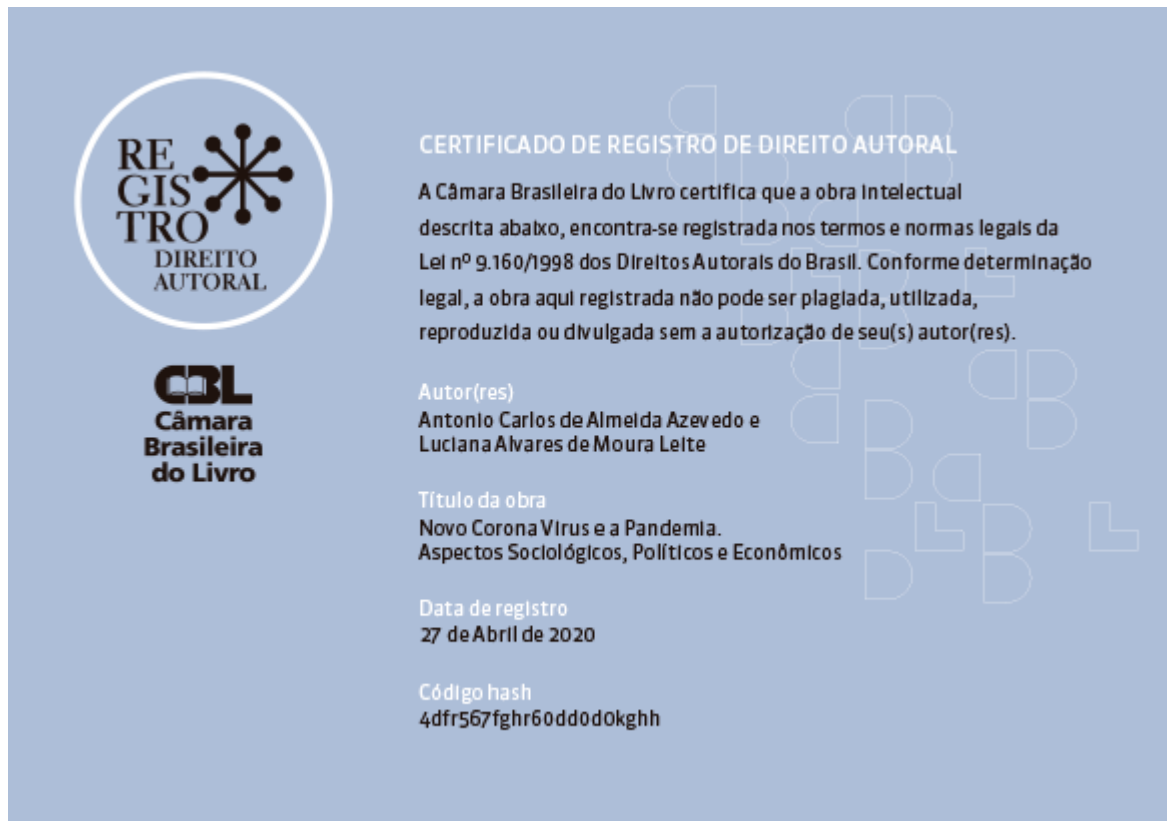 RE
GIS
TRO
DIREITO
AUTORAL
CBL
Câmara
Brasileira
do Livro
CERTIFICADO DE REGISTRO DE DIREITO AUTORAL
A Câmara Brasileira do Livro certifica que a obra intelectual
descrita abaixo, encontra-se registrada nos termos e normas legais da
Lei nº 9.160/1998 dos Direitos Autorais do Brasil. Conforme determinação
legal, a obra aqui registrada não pode ser plagiada, utilizada,
reproduzida ou divulgada sem a autorização de seu(s) autor(res).
Autor(res)
Antonio Carlos de Almeida Azevedo e
Luciana Alvares de Moura Leite
Título da obra
Novo Corona Virus e a Pandemia.
Aspectos Sociológicos, Políticos e Econômicos
Data de registro
27 de Abril de 2020
Código hash
4dfr567fghr60dd0d0kghh